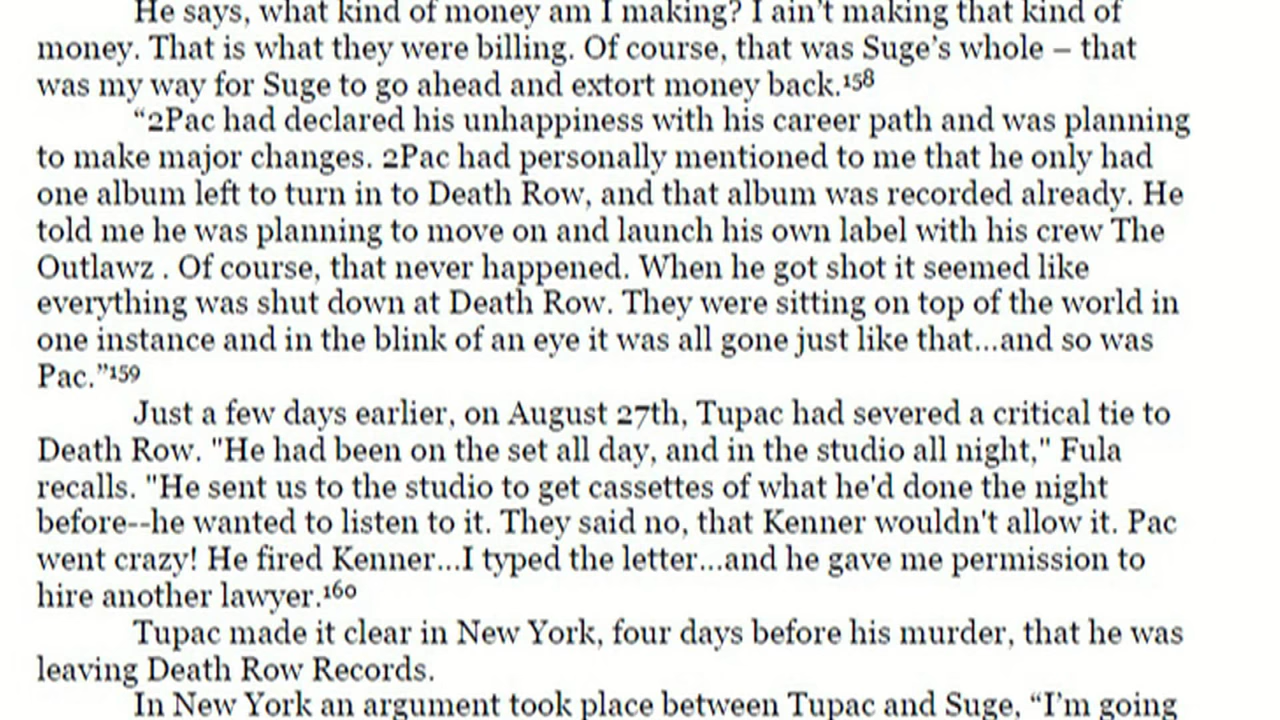 He says, what kind of money am I making? I ain't making that kind of
money. That is what they were billing. Of course, that was Suge's whole – that
was my way for Suge to go ahead and extort money back.¹⁵⁸
“2Pac had declared his unhappiness with his career path and was planning
to make major changes. 2Pac had personally mentioned to me that he only had
one album left to turn in to Death Row, and that album was recorded already. He
told me he was planning to move on and launch his own label with his crew The
Outlawz . Of course, that never happened. When he got shot it seemed like
everything was shut down at Death Row. They were sitting on top of the world in
one instance and in the blink of an eye it was all gone just like that...and so was
Pac.”¹⁵⁹
Just a few days earlier, on August 27th, Tupac had severed a critical tie to
Death Row. "He had been on the set all day, and in the studio all night," Fula
recalls. "He sent us to the studio to get cassettes of what he'd done the night
before--he wanted to listen to it. They said no, that Kenner wouldn't allow it. Pac
went crazy! He fired Kenner...I typed the letter...and he gave me permission to
hire another lawyer.¹⁶⁰
Tupac made it clear in New York, four days before his murder, that he was
leaving Death Row Records.
In New York an argument took place between Tupac and Suge, “I'm going